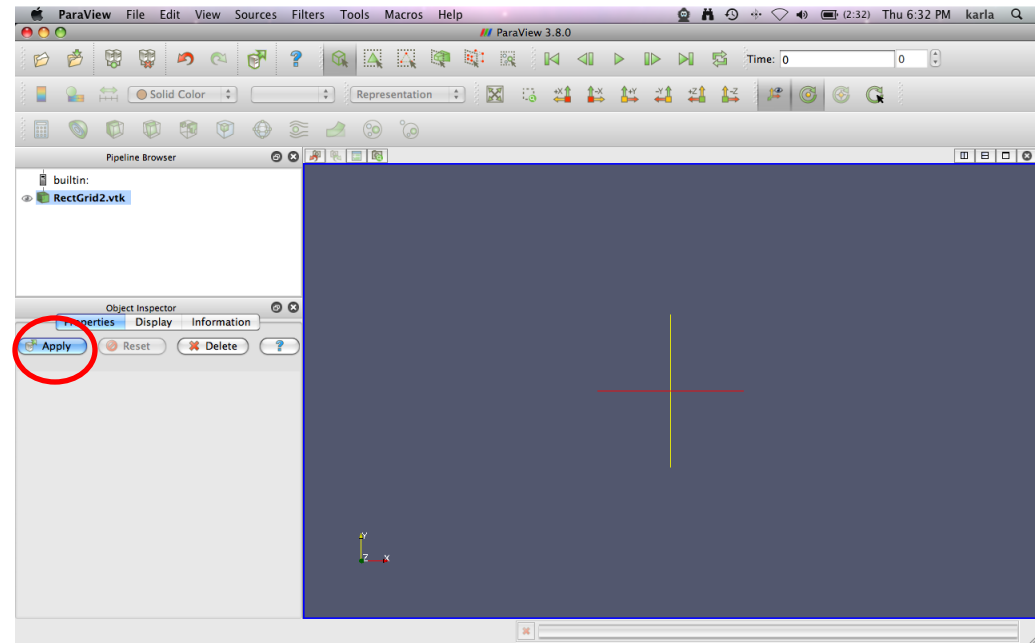 ParaView File Edit View Sources Filters Tools Macros Help (2:32) Thu 6:32 PM karla
ParaView 3.8.0
? Time: 0 0
Solid Color Representation +X -X +Y -Y +Z -Z
Pipeline Browser
builtin:
RectGrid2.vtk
Object Inspector
Properties Display Information
Apply Reset Delete ?
Y
Z X